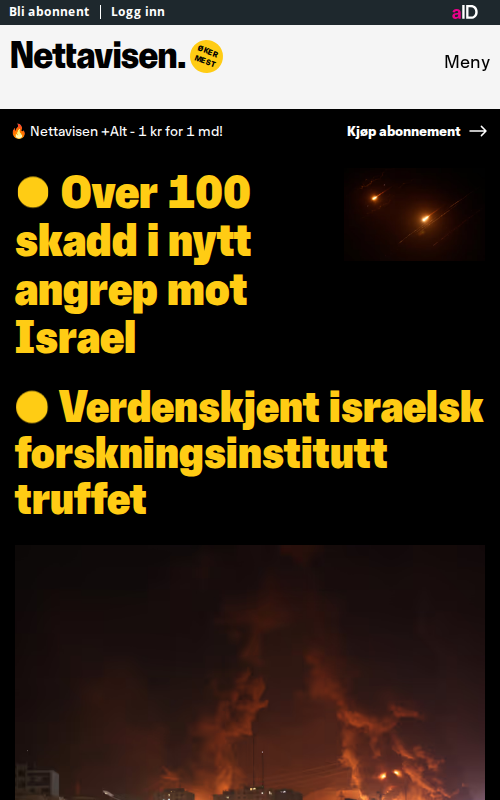 Bli abonnent | Logg inn
aID
Nettavisen.
ØKER
MEST
Meny
🔥 Nettavisen +Alt - 1 kr for 1 md!
Kjøp abonnement →
Over 100
skadd i nytt
angrep mot
Israel
Verdenskjent israelsk
forskningsinstitutt
truffet